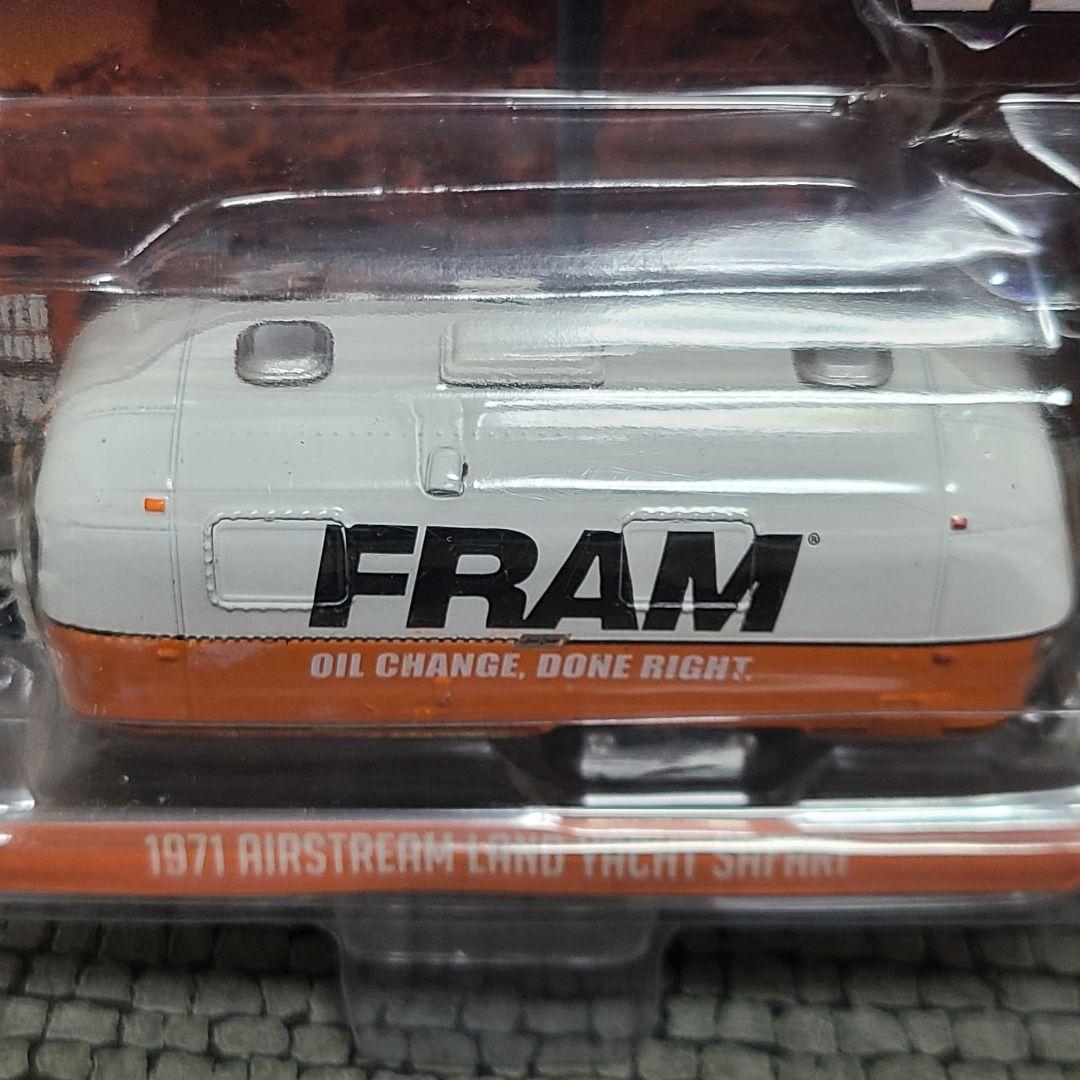 FRAM®
OIL CHANGE, DONE RIGHT.
1971 AIRSTREAM LAND YACHT SAFARI